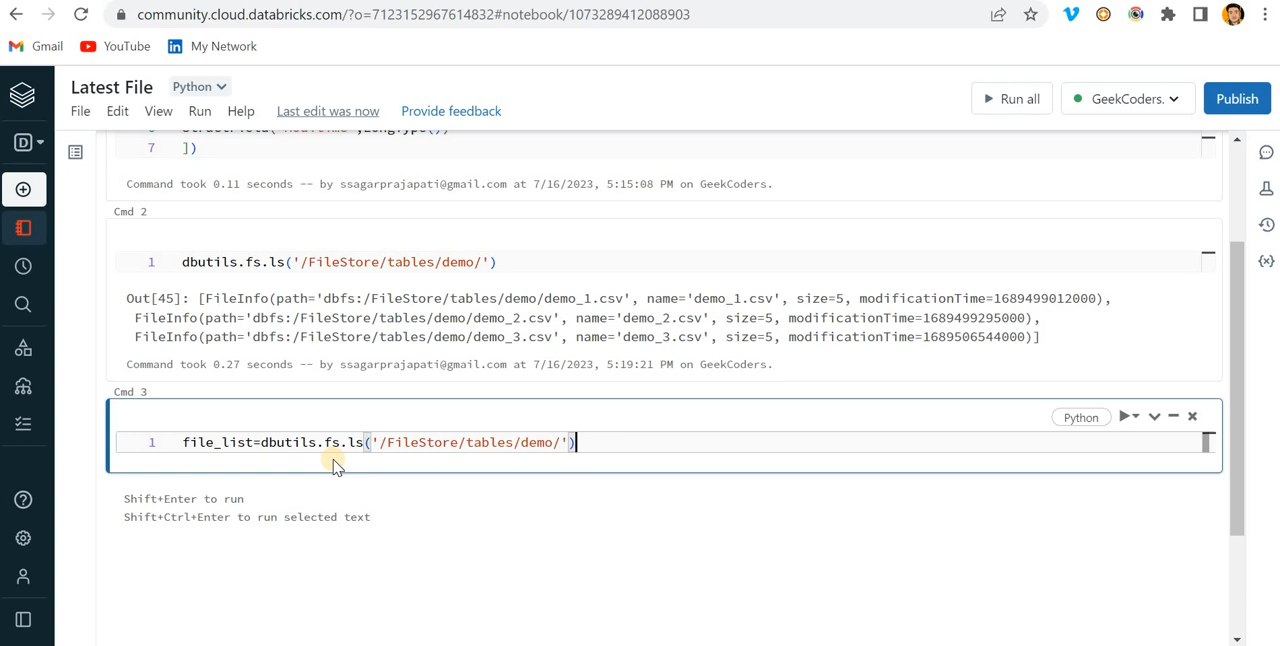 community.cloud.databricks.com/?o=7123152967614832#notebook/1073289412088903
Gmail
YouTube
My Network
Latest File
Python
File
Edit
View
Run
Help
Last edit was now
Provide feedback
Run all
GeekCoders.
Publish
D
7 ])
Command took 0.11 seconds -- by ssagarprajapati@gmail.com at 7/16/2023, 5:15:08 PM on GeekCoders.
Cmd 2
1 dbutils.fs.ls('/FileStore/tables/demo/')
Out[45]: [FileInfo(path='dbfs:/FileStore/tables/demo/demo_1.csv', name='demo_1.csv', size=5, modificationTime=1689499012000),
FileInfo(path='dbfs:/FileStore/tables/demo/demo_2.csv', name='demo_2.csv', size=5, modificationTime=1689499295000),
FileInfo(path='dbfs:/FileStore/tables/demo/demo_3.csv', name='demo_3.csv', size=5, modificationTime=1689506544000)]
Command took 0.27 seconds -- by ssagarprajapati@gmail.com at 7/16/2023, 5:19:21 PM on GeekCoders.
Cmd 3
Python
1 file_list=dbutils.fs.ls('/FileStore/tables/demo/')
Shift+Enter to run
Shift+Ctrl+Enter to run selected text